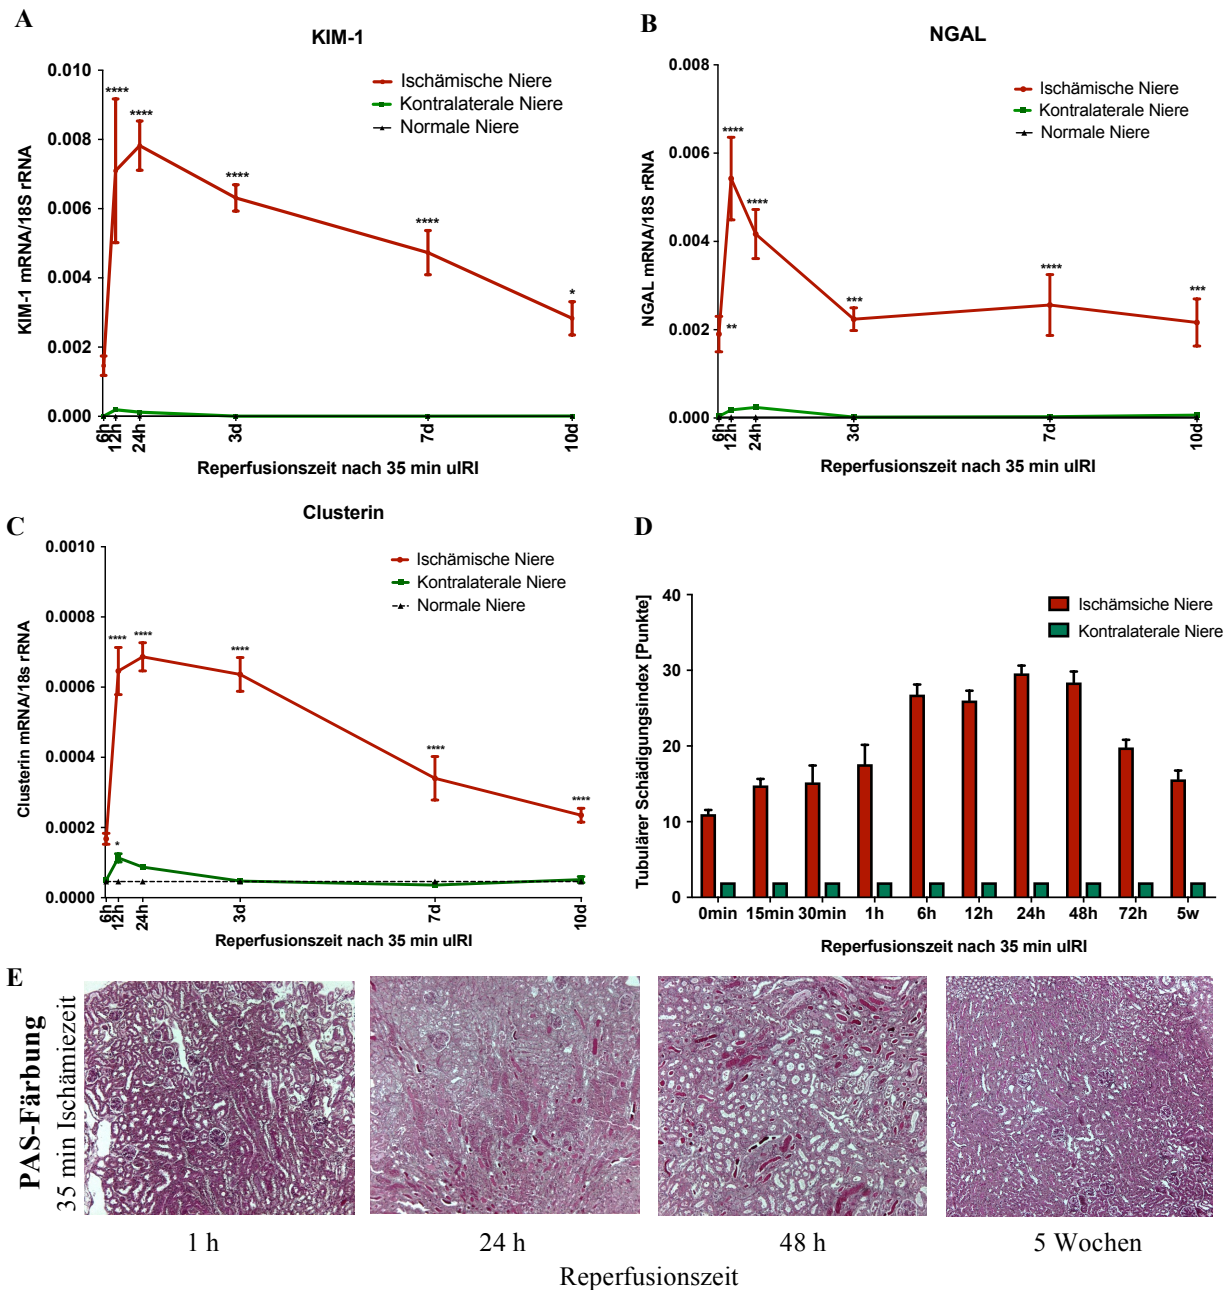 A
KIM-1
KIM-1 mRNA/18S rRNA
0.010
0.008
0.006
0.004
0.002
0.000
**** **** **** **** *
Ischämische Niere
Kontralaterale Niere
Normale Niere
6h 12h 24h 3d 7d 10d
Reperfusionszeit nach 35 min uIRI
B
NGAL
NGAL mRNA/18S rRNA
0.008
0.006
0.004
0.002
0.000
** **** **** *** **** ***
Ischämische Niere
Kontralaterale Niere
Normale Niere
6h 12h 24h 3d 7d 10d
Reperfusionszeit nach 35 min uIRI
C
Clusterin
Clusterin mRNA/18s rRNA
0.0010
0.0008
0.0006
0.0004
0.0002
0.0000
**** **** **** **** ****
*
Ischämische Niere
Kontralaterale Niere
Normale Niere
6h 12h 24h 3d 7d 10d
Reperfusionszeit nach 35 min uIRI
D
Tubulärer Schädigungsindex [Punkte]
40
30
20
10
0
Ischämsiche Niere
Kontralaterale Niere
0min 15min 30min 1h 6h 12h 24h 48h 72h 5w
Reperfusionszeit nach 35 min uIRI
E
PAS-Färbung
35 min Ischämiezeit
1 h 24 h 48 h 5 Wochen
Reperfusionszeit